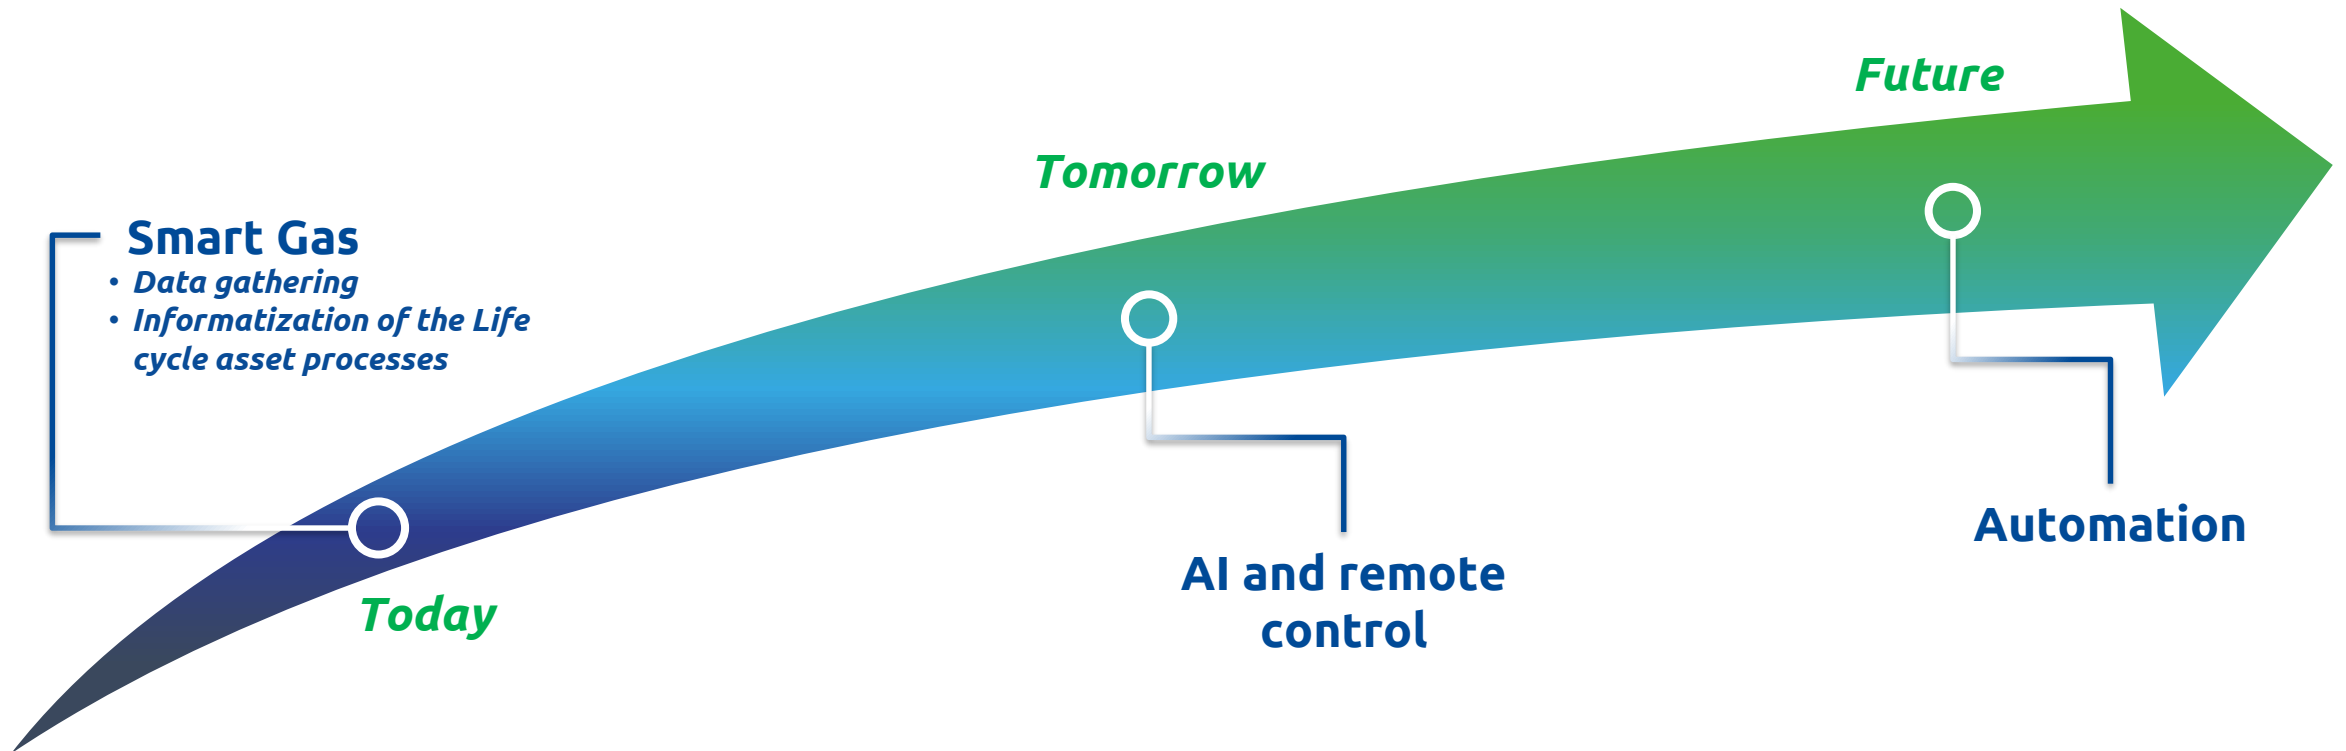 Future
Tomorrow
Smart Gas
• Data gathering
• Informatization of the Life
cycle asset processes
Today
AI and remote
control
Automation